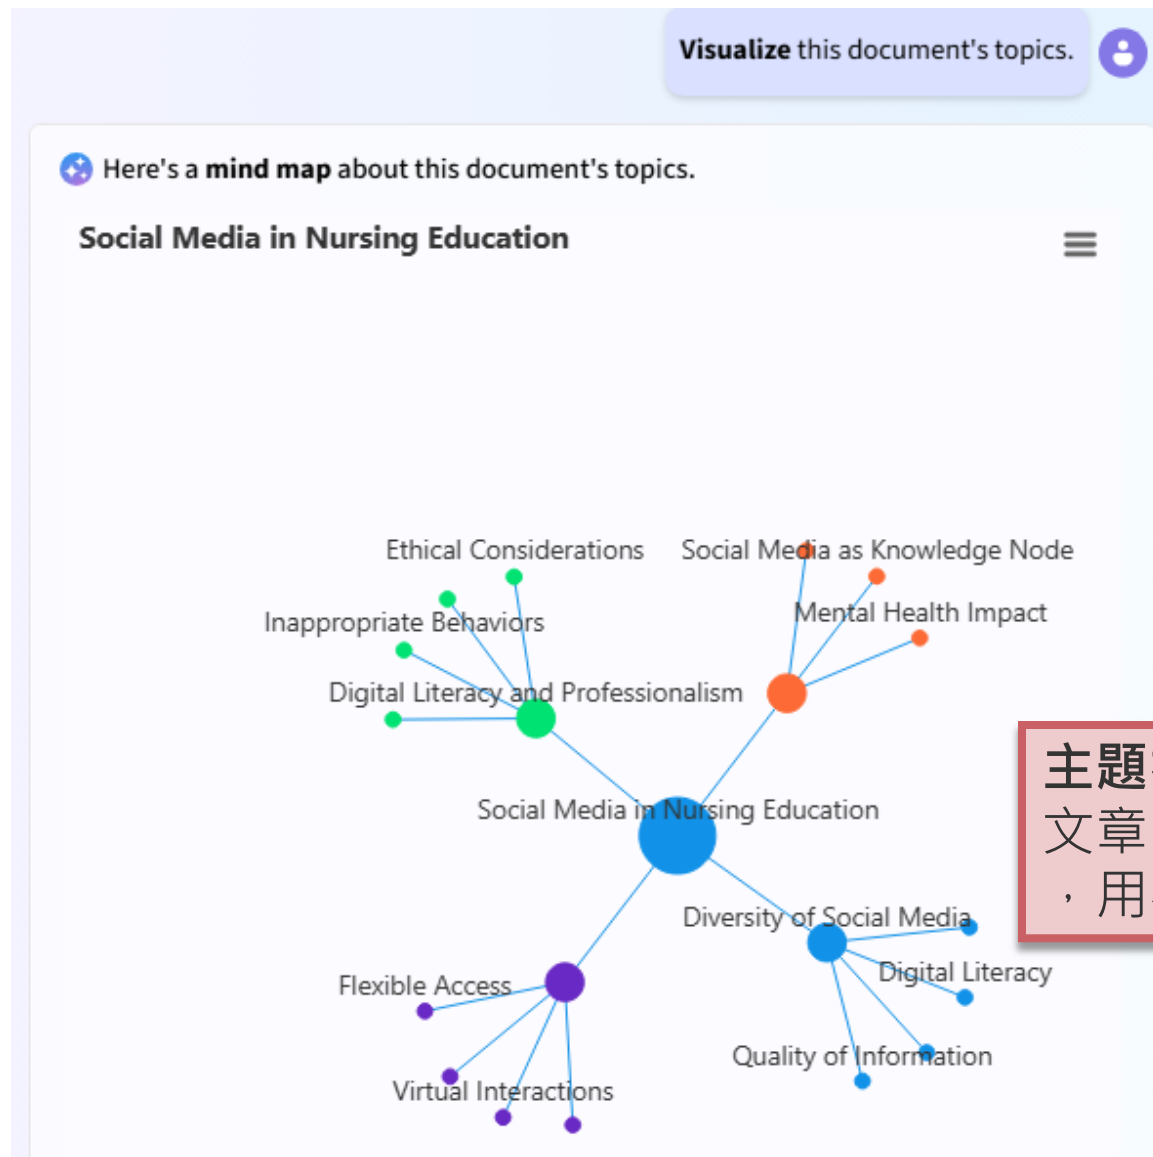 Visualize this document's topics.
Here's a mind map about this document's topics.
Social Media in Nursing Education
Ethical Considerations
Social Media as Knowledge Node
Inappropriate Behaviors
Mental Health Impact
Digital Literacy and Professionalism
Social Media in Nursing Education
主題
文章
，用
Diversity of Social Media
Digital Literacy
Flexible Access
Quality of Information
Virtual Interactions